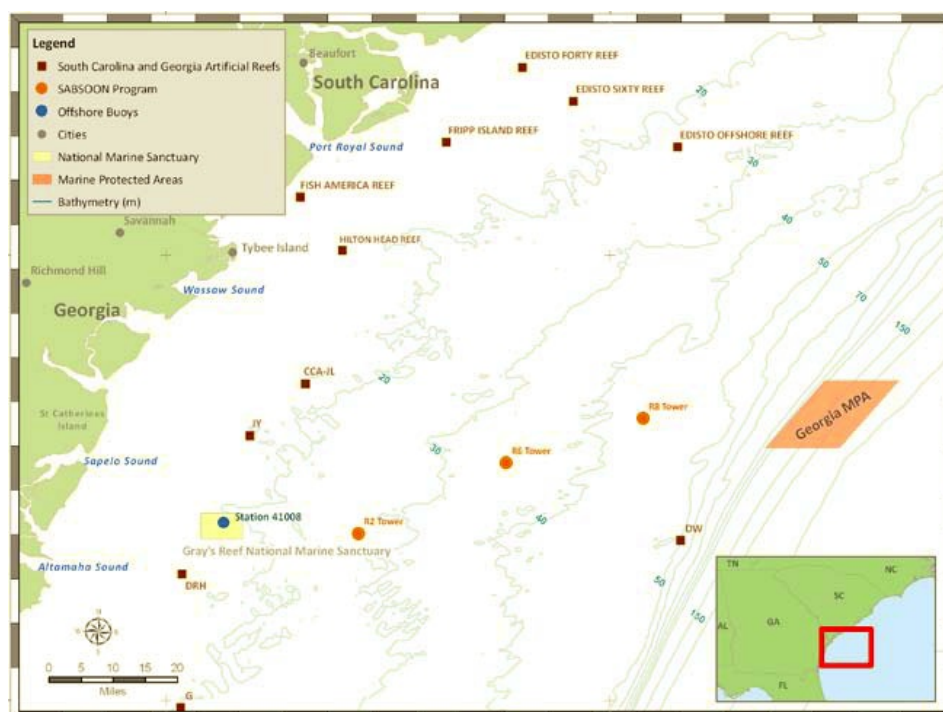 Legend
South Carolina and Georgia Artificial Reefs
SABSOON Program
Offshore Buoys
Cities
National Marine Sanctuary
Marine Protected Areas
Bathymetry (m)
Beaufort
South Carolina
EDISTO FORTY REEF
EDISTO SIXTY REEF
20
FRIPP ISLAND REEF
EDISTO OFFSHORE REEF
Port Royal Sound
30
FISH AMERICA REEF
40
Savannah
HILTON HEAD REEF
Tybee Island
50
Richmond Hill
Wassaw Sound
70
Georgia
150
CCA-JL
20
Georgia MPA
R8 Tower
St Catherines
Island
JY
30
R6 Tower
Sapelo Sound
Station 41008
R2 Tower
40
DW
Gray's Reef National Marine Sanctuary
Altamaha Sound
DRH
50
150
TN
NC
SC
GA
AL
FL
0 5 10 15 20
Miles
G